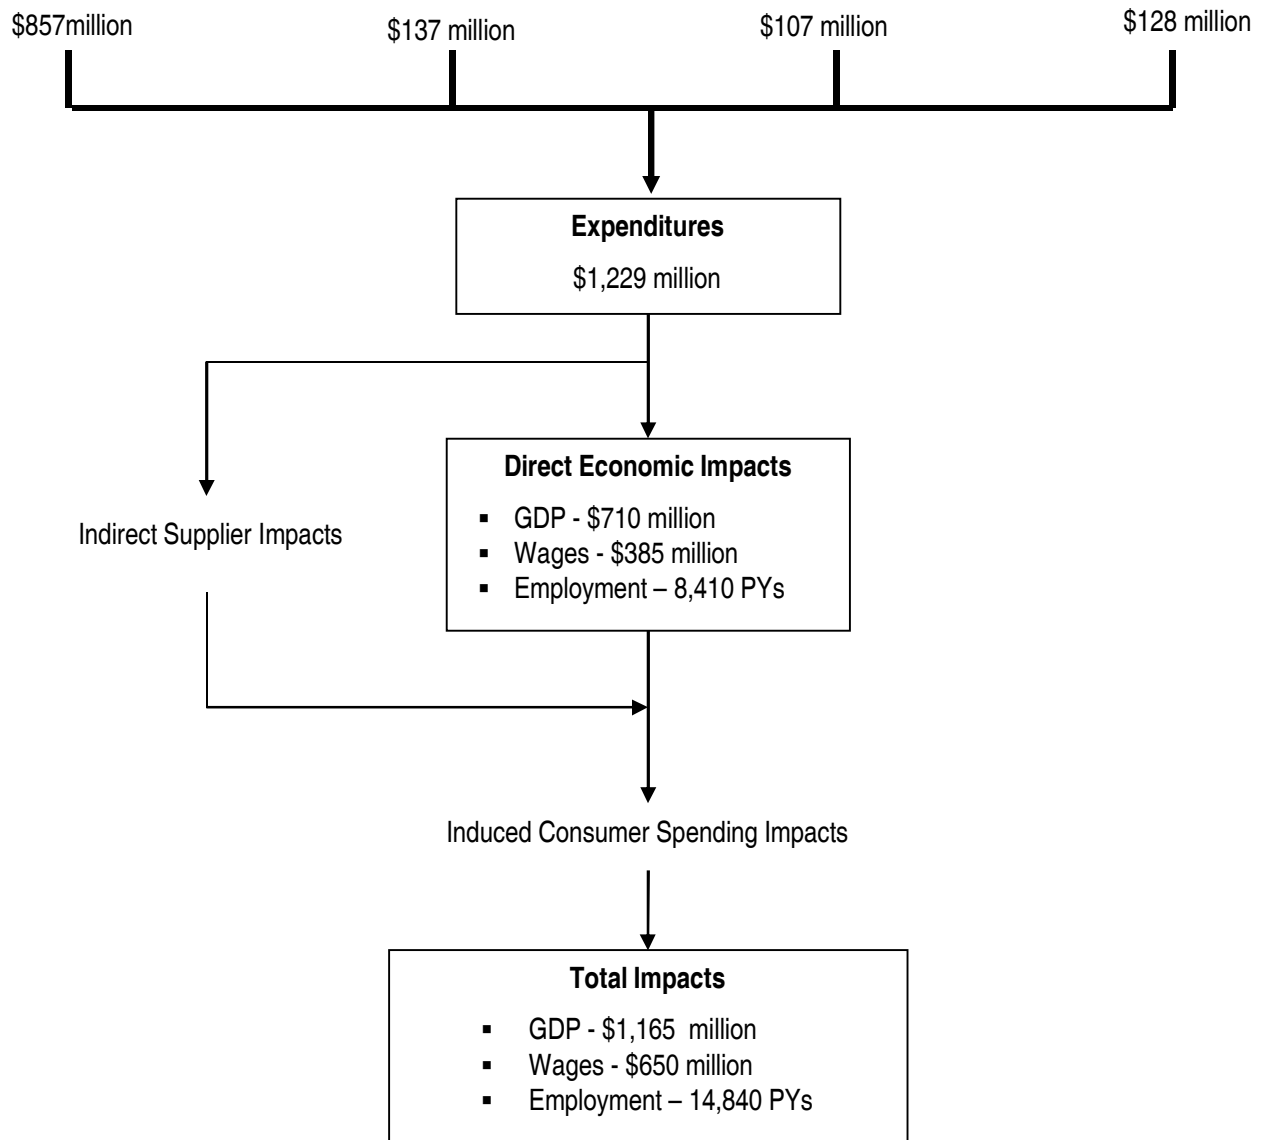 $857million
$137 million
$107 million
$128 million
Expenditures
$1,229 million
Direct Economic Impacts
▪ GDP - $710 million
▪ Wages - $385 million
▪ Employment – 8,410 PYs
Indirect Supplier Impacts
Induced Consumer Spending Impacts
Total Impacts
▪ GDP - $1,165  million
▪ Wages - $650 million
▪ Employment – 14,840 PYs